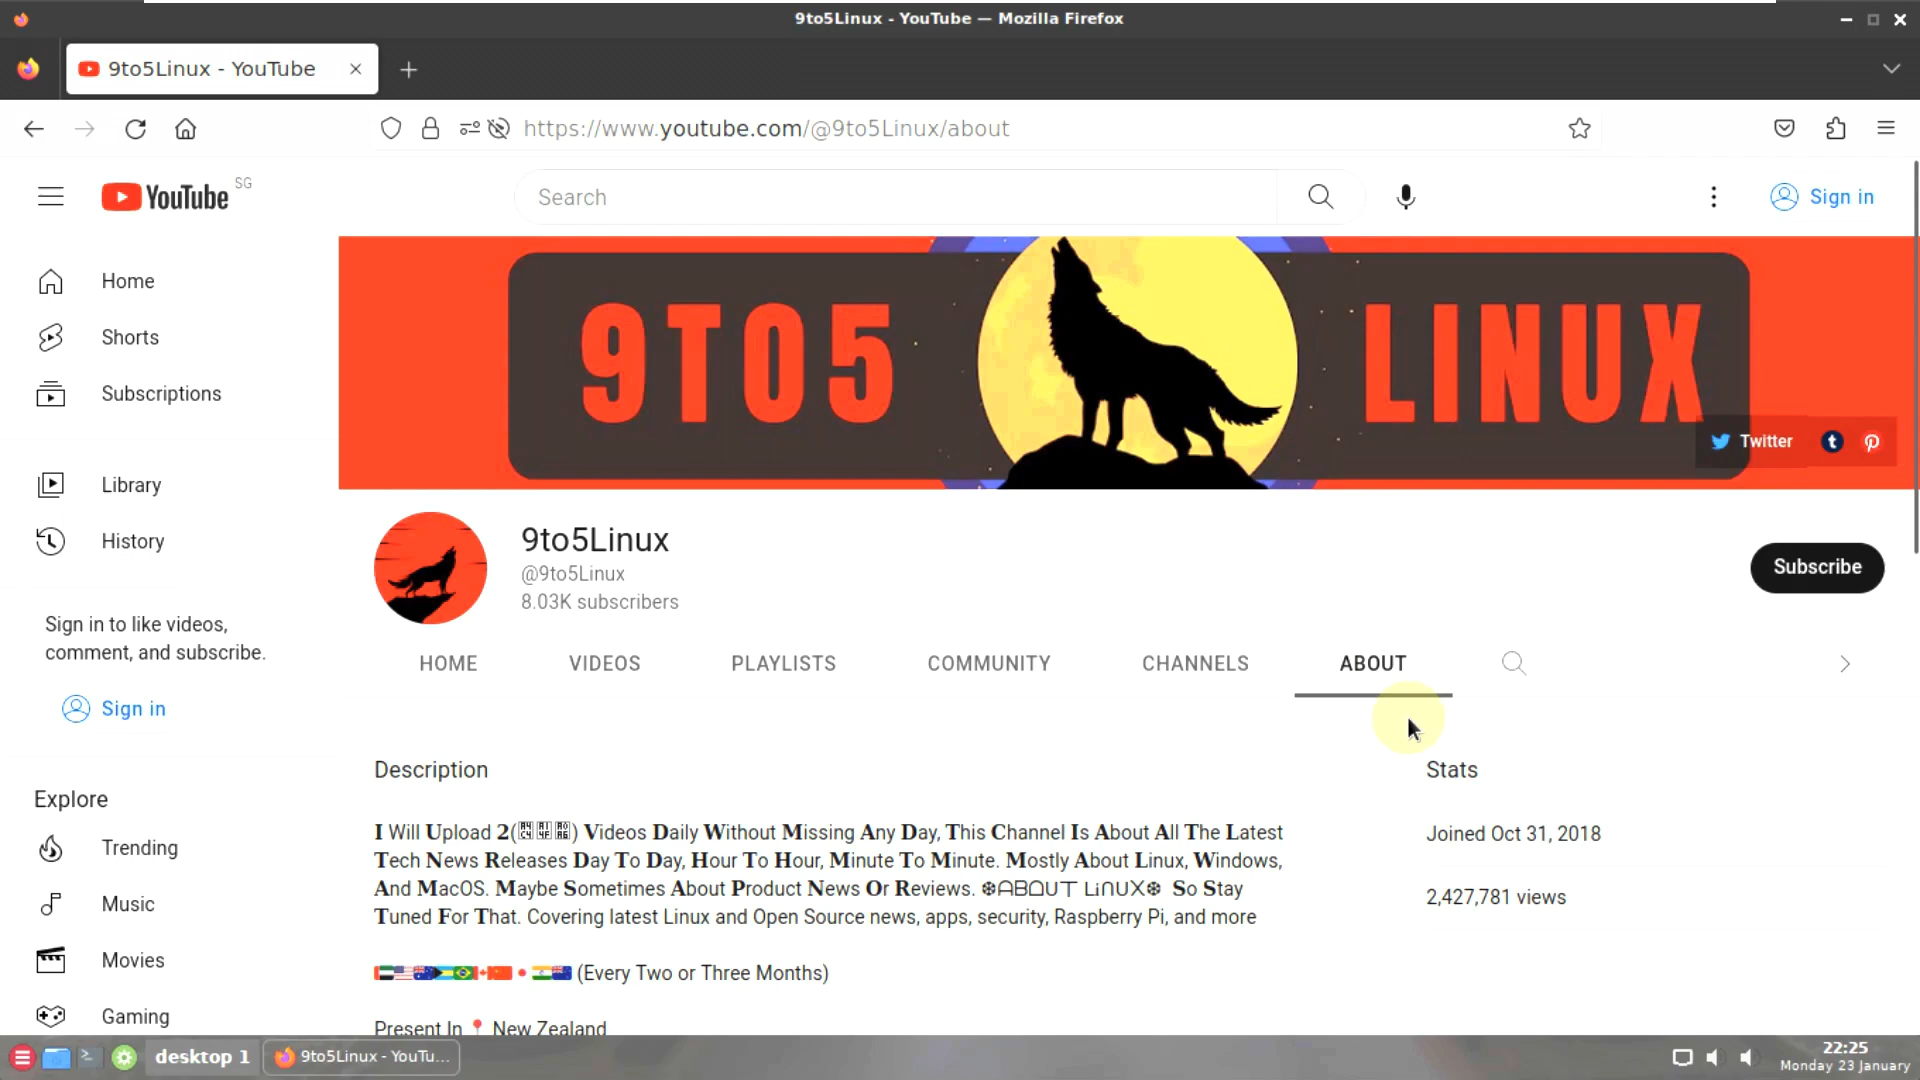 9to5Linux - YouTube — Mozilla Firefox
9to5Linux - YouTube
https://www.youtube.com/@9to5Linux/about
YouTube SG
Search
Sign in
Home
Shorts
Subscriptions
Library
History
Sign in to like videos,
comment, and subscribe.
Sign in
Explore
Trending
Music
Movies
Gaming
9TO5 LINUX
Twitter
9to5Linux
@9to5Linux
8.03K subscribers
Subscribe
HOME VIDEOS PLAYLISTS COMMUNITY CHANNELS ABOUT
Description
𝐈 Will 𝐔pload 𝟐() 𝐕ideos 𝐃aily 𝐖ithout 𝐌issing 𝐀ny 𝐃ay, 𝐓his 𝐂hannel 𝐈s 𝐀bout 𝐀ll 𝐓he 𝐋atest
𝐓ech 𝐍ews 𝐑eleases 𝐃ay 𝐓o 𝐃ay, 𝐇our 𝐓o 𝐇our, 𝐌inute 𝐓o 𝐌inute. 𝐌ostly 𝐀bout 𝐋inux, 𝐖indows,
𝐀nd 𝐌acOS. 𝐌aybe 𝐒ometimes 𝐀bout 𝐏roduct 𝐍ews 𝐎r 𝐑eviews. ❆ABOUT LiNUX❆ 𝐒o 𝐒tay
𝐓uned 𝐅or 𝐓hat. Covering latest Linux and Open Source news, apps, security, Raspberry Pi, and more
(Every Two or Three Months)
Present In 📍 New Zealand
Stats
Joined Oct 31, 2018
2,427,781 views
desktop 1
9to5Linux - YouTu...
22:25
Monday 23 January